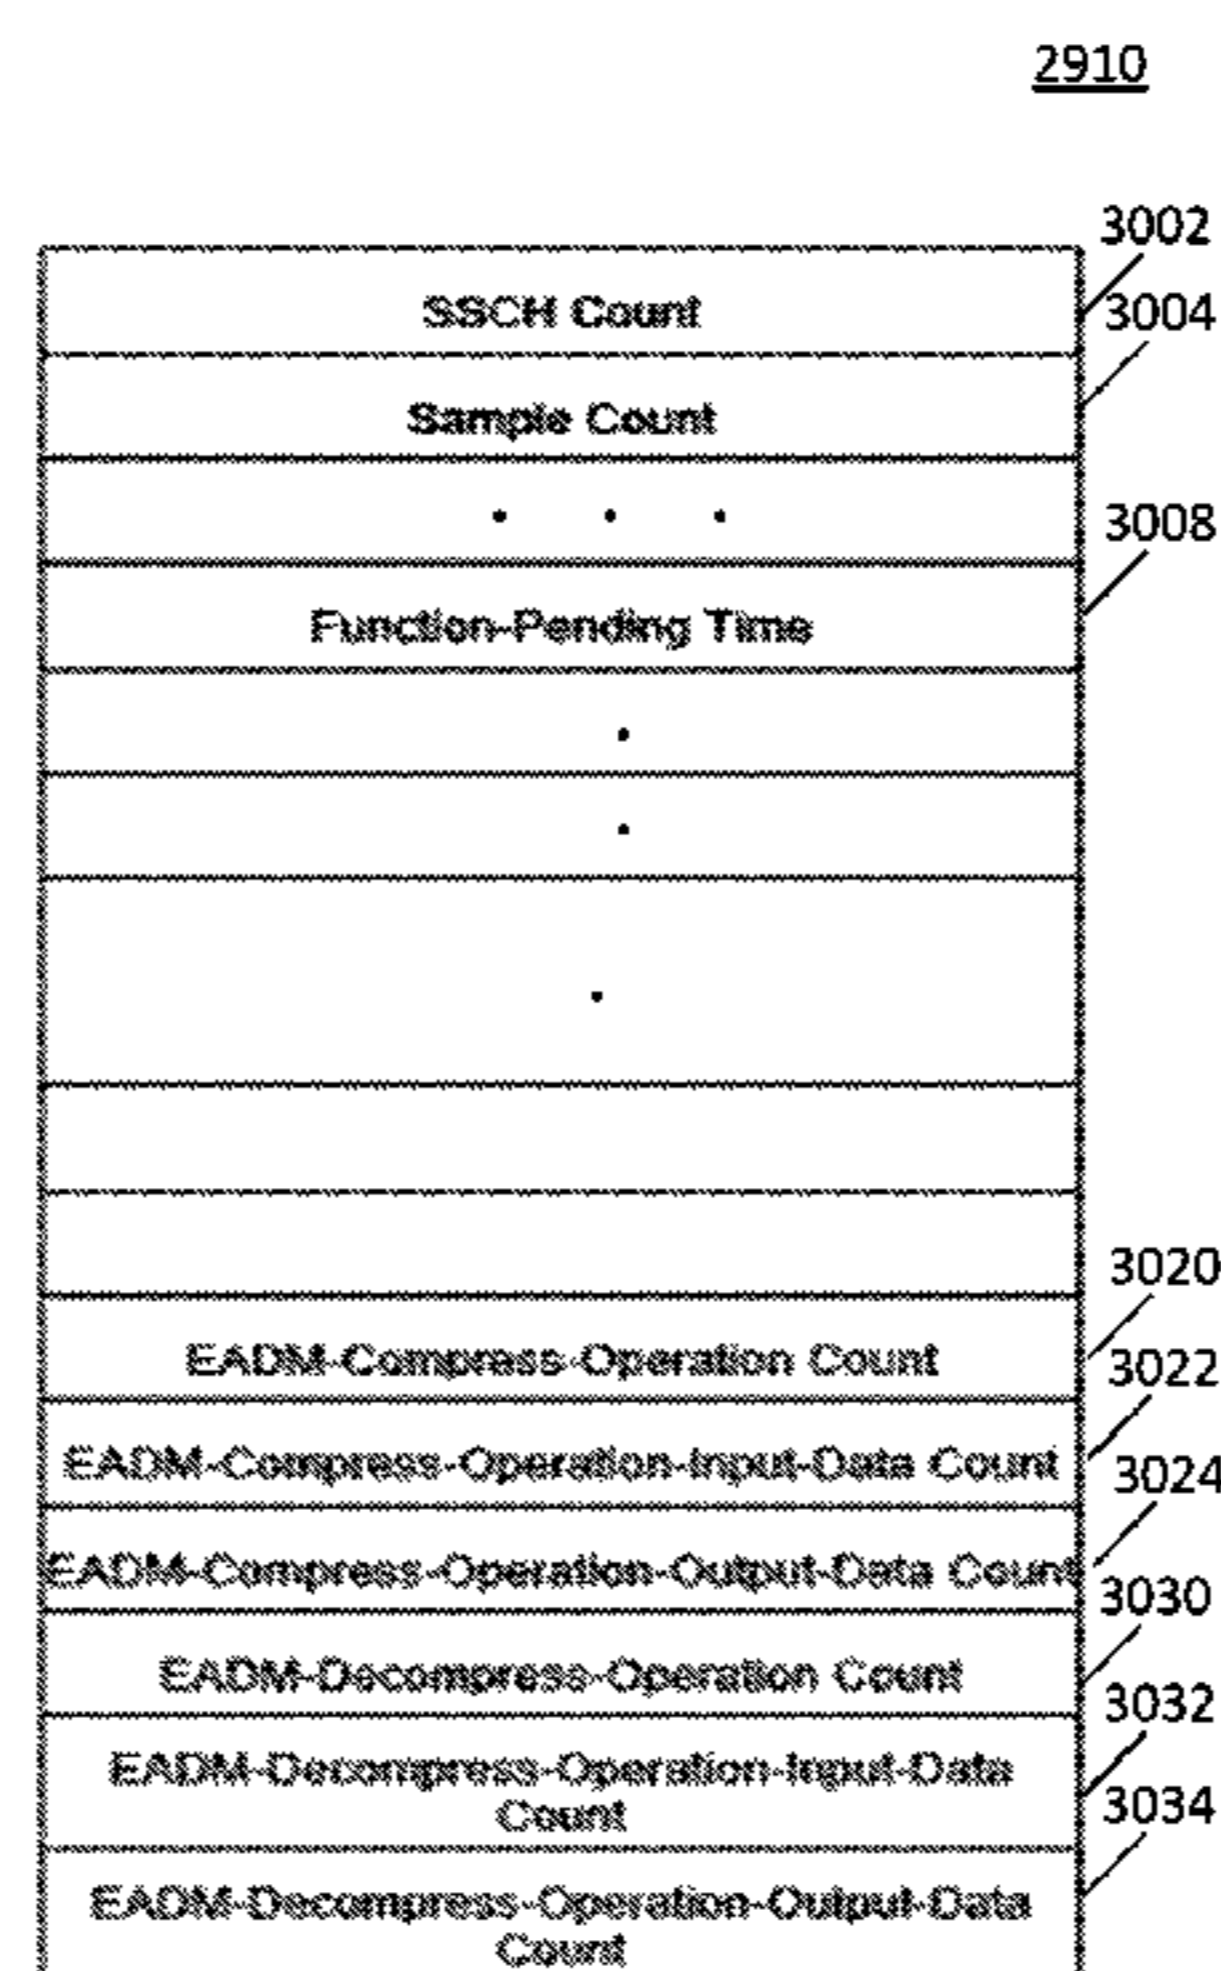 2910
3002
SSCH Count
3004
Sample Count
. . .
3008
Function-Pending Time
.
.
.
3020
EADM-Compress-Operation Count
3022
EADM-Compress-Operation-Input-Data Count
3024
EADM-Compress-Operation-Output-Data Count
3030
EADM-Decompress-Operation Count
3032
EADM-Decompress-Operation-Input-Data
Count
3034
EADM-Decompress-Operation-Output-Data
Count